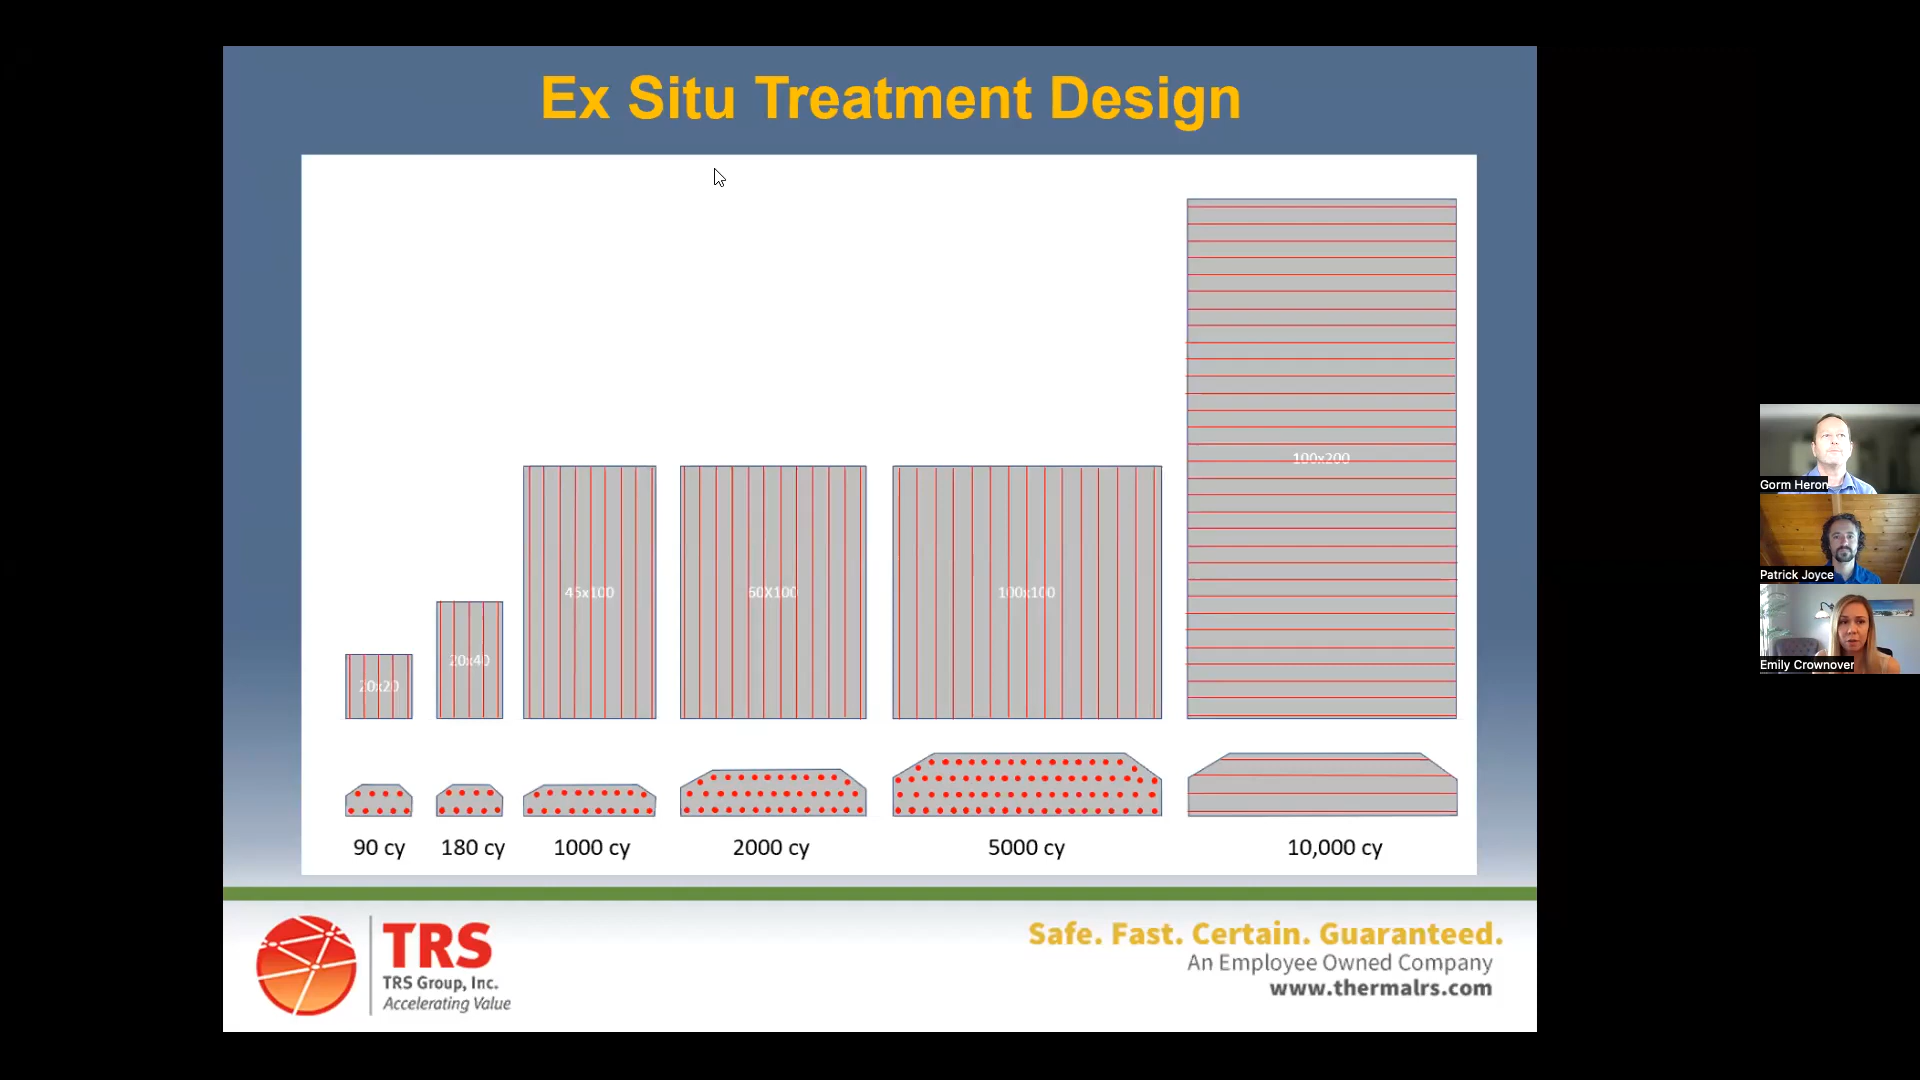 Ex Situ Treatment Design
20x20
20x40
45x100
60X100
100x100
100x200
90 cy
180 cy
1000 cy
2000 cy
5000 cy
10,000 cy
TRS
TRS Group, Inc.
Accelerating Value
Safe. Fast. Certain. Guaranteed.
An Employee Owned Company
www.thermalrs.com
Gorm Heron
Patrick Joyce
Emily Crownover